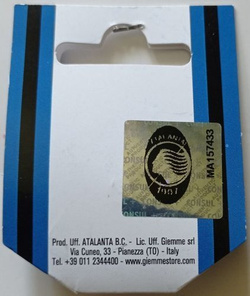 ATALANTA
1907
MA157433
Prod. Uff. ATALANTA B.C. - Lic. Uff. Giemme srl
Via Cuneo, 33 - Pianezza (TO) - Italy
Tel. +39 011 2344400 - www.giemmestore.com